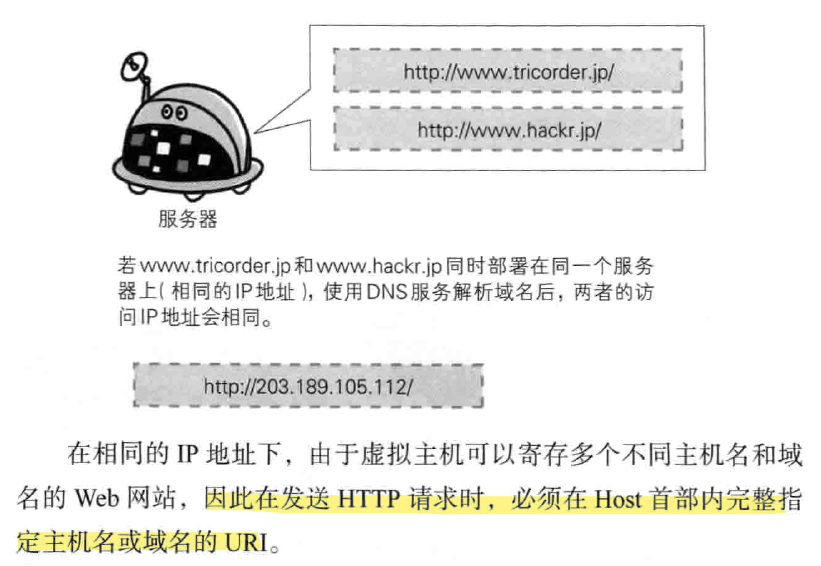 http://www.tricorder.jp/
http://www.hackr.jp/
服务器
若www.tricorder.jp和www.hackr.jp同时部署在同一个服务
器上(相同的IP地址),使用DNS服务解析域名后,两者的访
问IP地址会相同。
http://203.189.105.112/
在相同的 IP 地址下，由于虚拟主机可以寄存多个不同主机名和域
名的 Web 网站，因此在发送 HTTP 请求时，必须在 Host 首部内完整指
定主机名或域名的 URI。